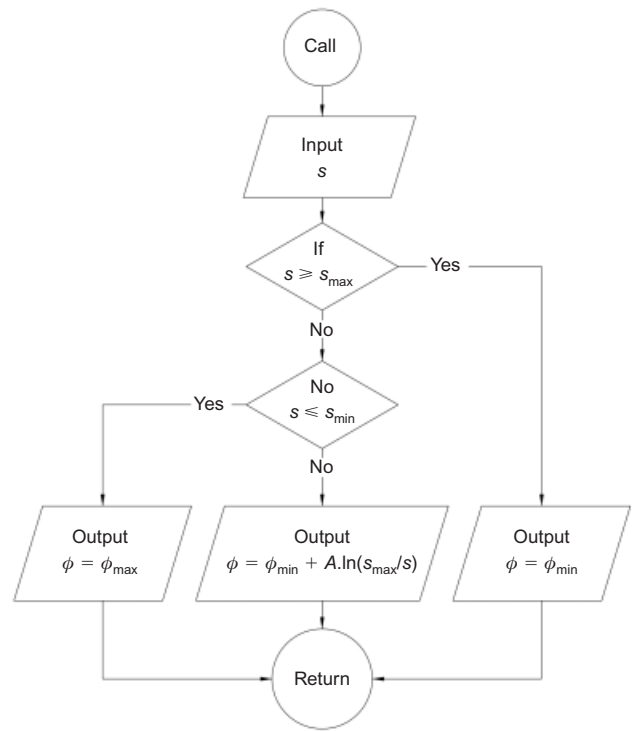 Call
Input
s
If
s ⩾ s_max
Yes
No
No
s ⩽ s_min
Yes
No
Output
ϕ = ϕ_max
Output
ϕ = ϕ_min + A.ln(s_max/s)
Output
ϕ = ϕ_min
Return